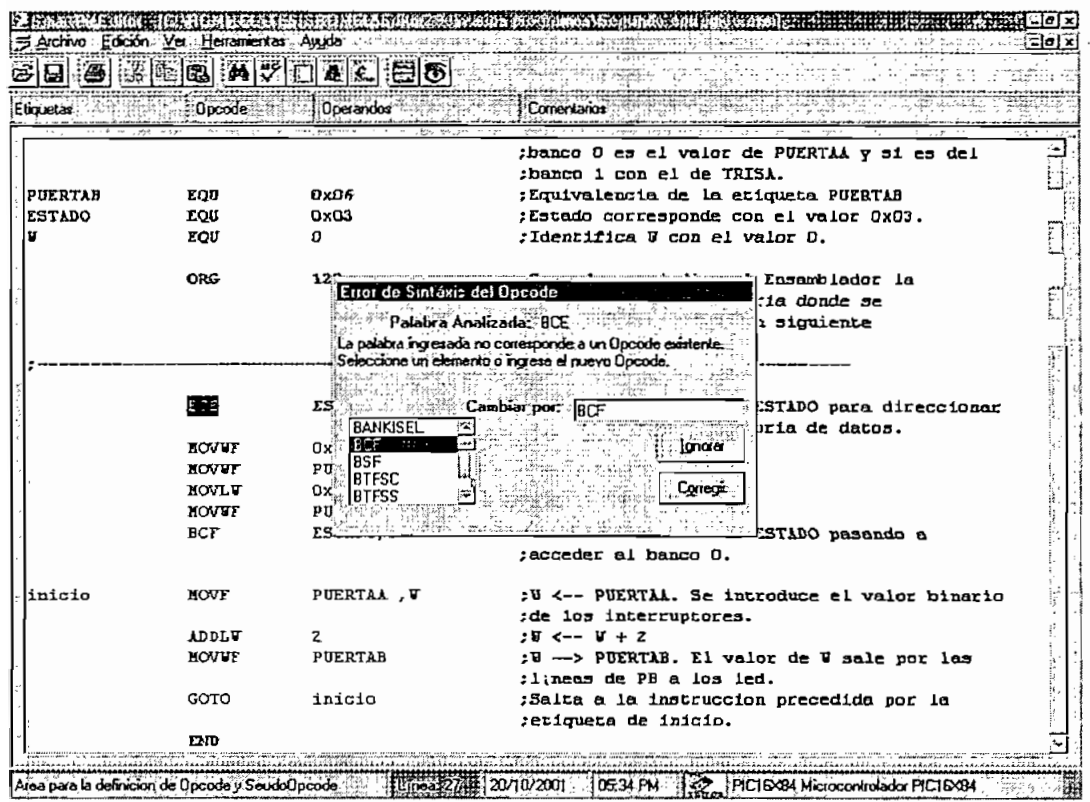 Archivo Edición Ver Herramientas Ayuda
Etiquetas Opcode Operandos Comentarios
;banco 0 es el valor de PUERTAA y si es del
;banco 1 con el de TRISA.
PUERTAB EQU 0x06 ;Equivalencia de la etiqueta PUERTAB
ESTADO EQU 0x03 ;Estado corresponde con el valor 0x03.
W EQU 0 ;Identifica W con el valor 0.
ORG Ensamblador la
donde se
siguiente
;
Error de Sintáxis del Opcode
Palabra Analizada: BCE
La palabra ingresada no corresponde a un Opcode existente.
Seleccione un elemento o ingrese el nuevo Opcode.
Cambiar por: BCF
BANKISEL
BCF
BSF
BTFSC
BTFSS
Ignorar
Corregir
ES ESTADO para direccionar
de datos.
MOVWF 0x
MOVWF PU
MOVLW 0x
MOVWF PU
BCF ESTADO pasando a
;acceder al banco 0.
inicio MOVF PUERTAA ,W ;W <-- PUERTAA. Se introduce el valor binario
;de los interruptores.
ADDLW 2 ;W <-- W + 2
MOVWF PUERTAB ;W --> PUERTAB. El valor de W sale por las
;lineas de PB a los led.
GOTO inicio ;Salta a la instruccion precedida por la
;etiqueta de inicio.
END
Area para la definicion de Opcode y SeudoOpcode Linea: 27 20/10/2001 05:34 PM PIC16X84 Microcontrolador PIC16X84